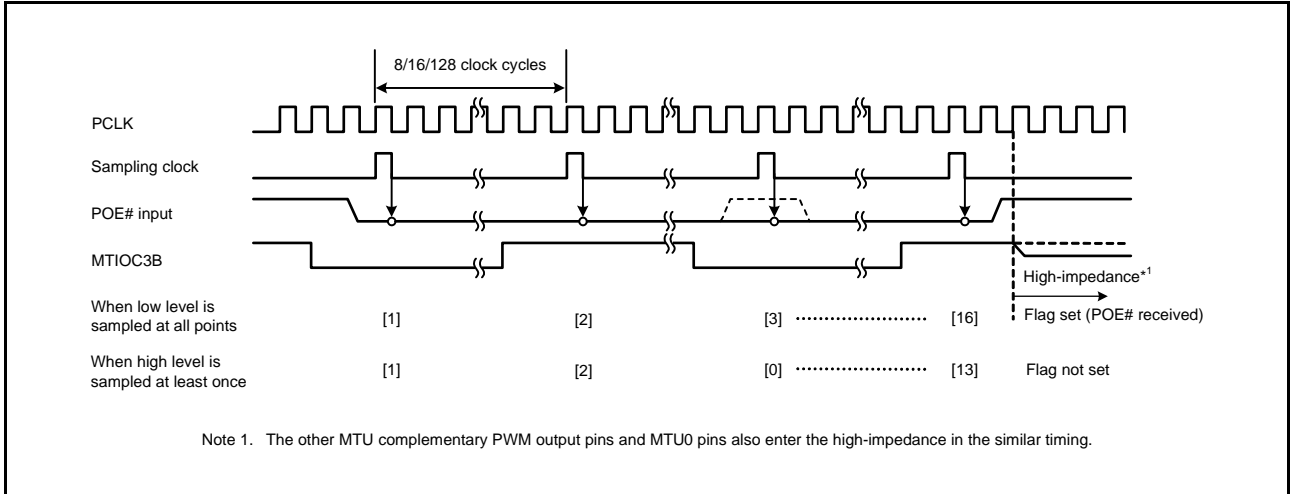 8/16/128 clock cycles
PCLK
Sampling clock
POE# input
MTIOC3B
High-impedance*1
When low level is
sampled at all points
[1] [2] [3] [16] Flag set (POE# received)
When high level is
sampled at least once
[1] [2] [0] [13] Flag not set
Note 1. The other MTU complementary PWM output pins and MTU0 pins also enter the high-impedance in the similar timing.